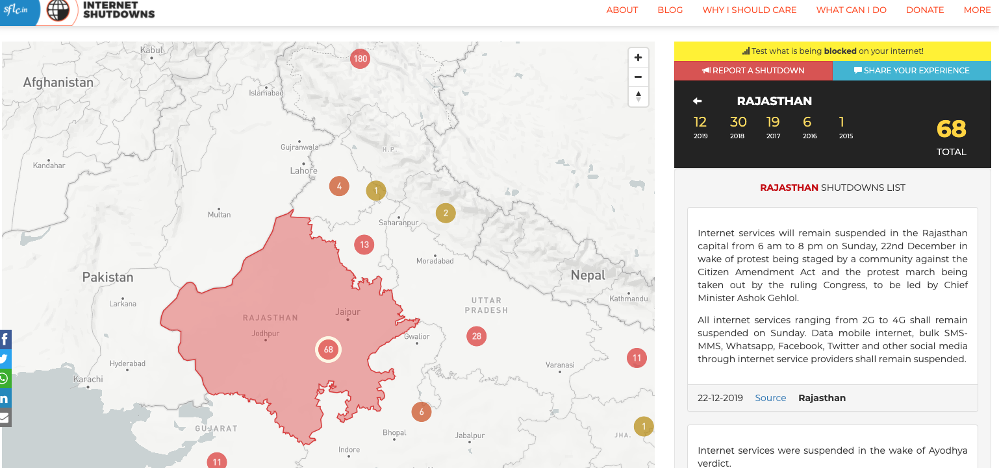 sflc.in
INTERNET
SHUTDOWNS
ABOUT
BLOG
WHY I SHOULD CARE
WHAT CAN I DO
DONATE
MORE
Kabul
180
Afghanistan
Islamabad
Gujranwala
H.P.
Kandahar
Lahore
4
1
Multan
2
Saharanpur
13
Moradabad
Pakistan
Nepal
Larkana
UTTAR
PRADESH
Kathmandu
RAJASTHAN
Jaipur
Jodhpur
Gwalior
28
68
11
Hyderabad
Varanasi
Karachi
6
GUJARAT
Bhopal
Jabalpur
JHA.
1
Indore
11
Test what is being blocked on your internet!
REPORT A SHUTDOWN
SHARE YOUR EXPERIENCE
RAJASTHAN
12 30 19 6 1
2019 2018 2017 2016 2015
68
TOTAL
RAJASTHAN SHUTDOWNS LIST
Internet services will remain suspended in the Rajasthan
capital from 6 am to 8 pm on Sunday, 22nd December in
wake of protest being staged by a community against the
Citizen Amendment Act and the protest march being
taken out by the ruling Congress, to be led by Chief
Minister Ashok Gehlol.
All internet services ranging from 2G to 4G shall remain
suspended on Sunday. Data mobile internet, bulk SMS-
MMS, Whatsapp, Facebook, Twitter and other social media
through internet service providers shall remain suspended.
22-12-2019 Source Rajasthan
Internet services were suspended in the wake of Ayodhya
verdict.